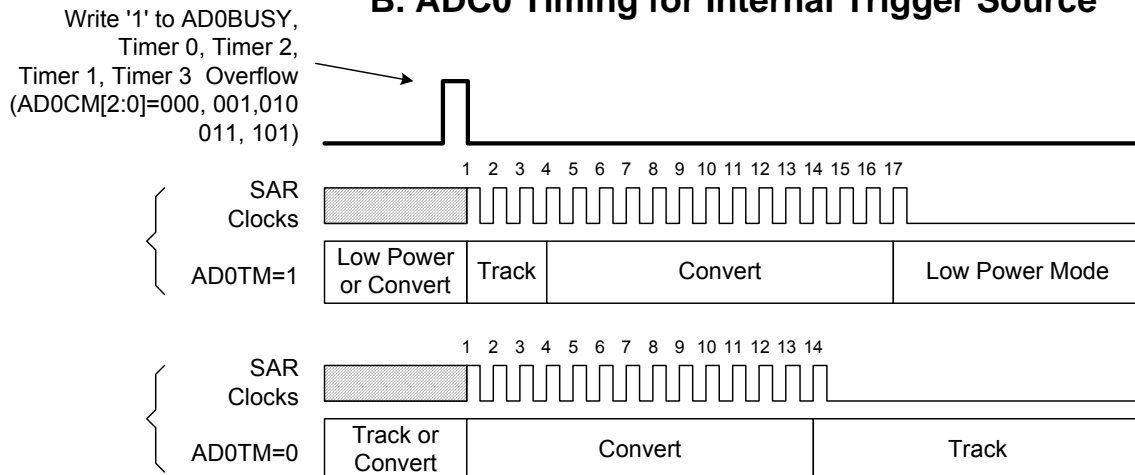 B. ADC0 Timing for Internal Trigger Source
Write '1' to AD0BUSY,
Timer 0, Timer 2,
Timer 1, Timer 3 Overflow
(AD0CM[2:0]=000, 001,010
011, 101)
1 2 3 4 5 6 7 8 9 10 11 12 13 14 15 16 17
SAR
Clocks
AD0TM=1
Low Power
or Convert
Track
Convert
Low Power Mode
1 2 3 4 5 6 7 8 9 10 11 12 13 14
SAR
Clocks
AD0TM=0
Track or
Convert
Convert
Track